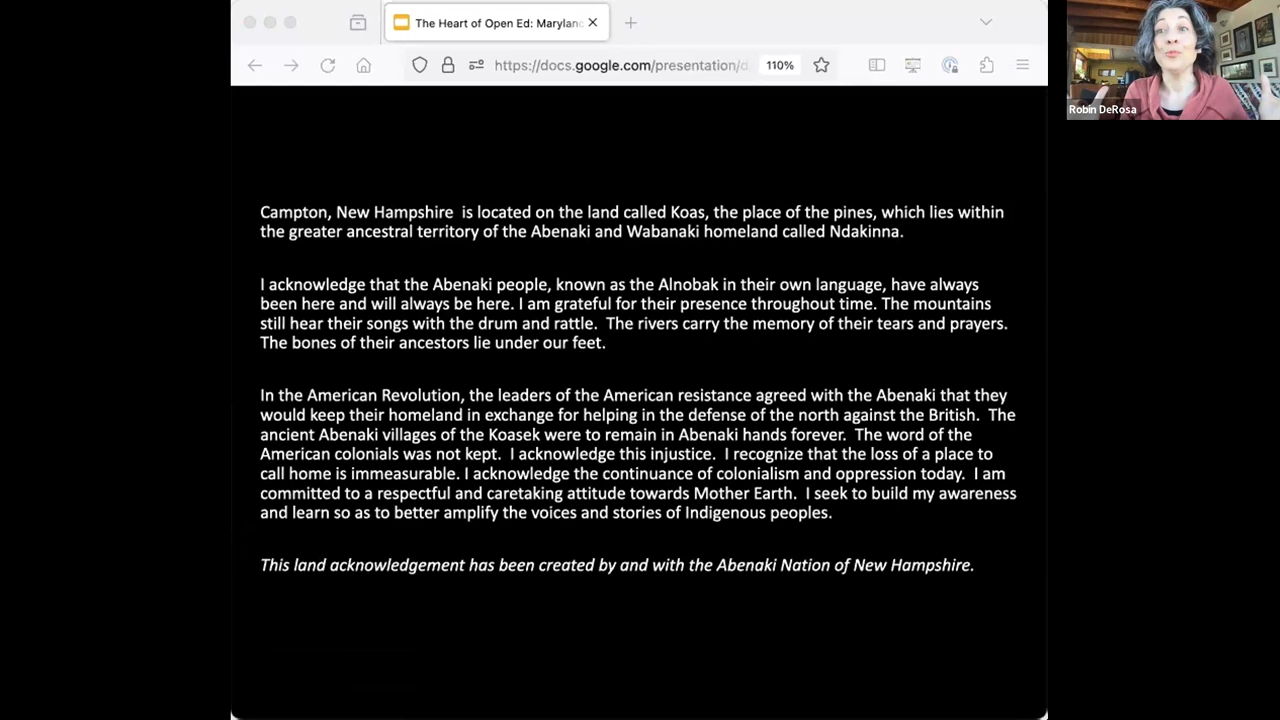 The Heart of Open Ed: Marylanc
https://docs.google.com/presentation/d
110%
Robin DeRosa
Campton, New Hampshire  is located on the land called Koas, the place of the pines, which lies within
the greater ancestral territory of the Abenaki and Wabanaki homeland called Ndakinna.
I acknowledge that the Abenaki people, known as the Alnobak in their own language, have always
been here and will always be here. I am grateful for their presence throughout time. The mountains
still hear their songs with the drum and rattle.  The rivers carry the memory of their tears and prayers.
The bones of their ancestors lie under our feet.
In the American Revolution, the leaders of the American resistance agreed with the Abenaki that they
would keep their homeland in exchange for helping in the defense of the north against the British.  The
ancient Abenaki villages of the Koasek were to remain in Abenaki hands forever.  The word of the
American colonials was not kept.  I acknowledge this injustice.  I recognize that the loss of a place to
call home is immeasurable. I acknowledge the continuance of colonialism and oppression today.  I am
committed to a respectful and caretaking attitude towards Mother Earth.  I seek to build my awareness
and learn so as to better amplify the voices and stories of Indigenous peoples.
This land acknowledgement has been created by and with the Abenaki Nation of New Hampshire.